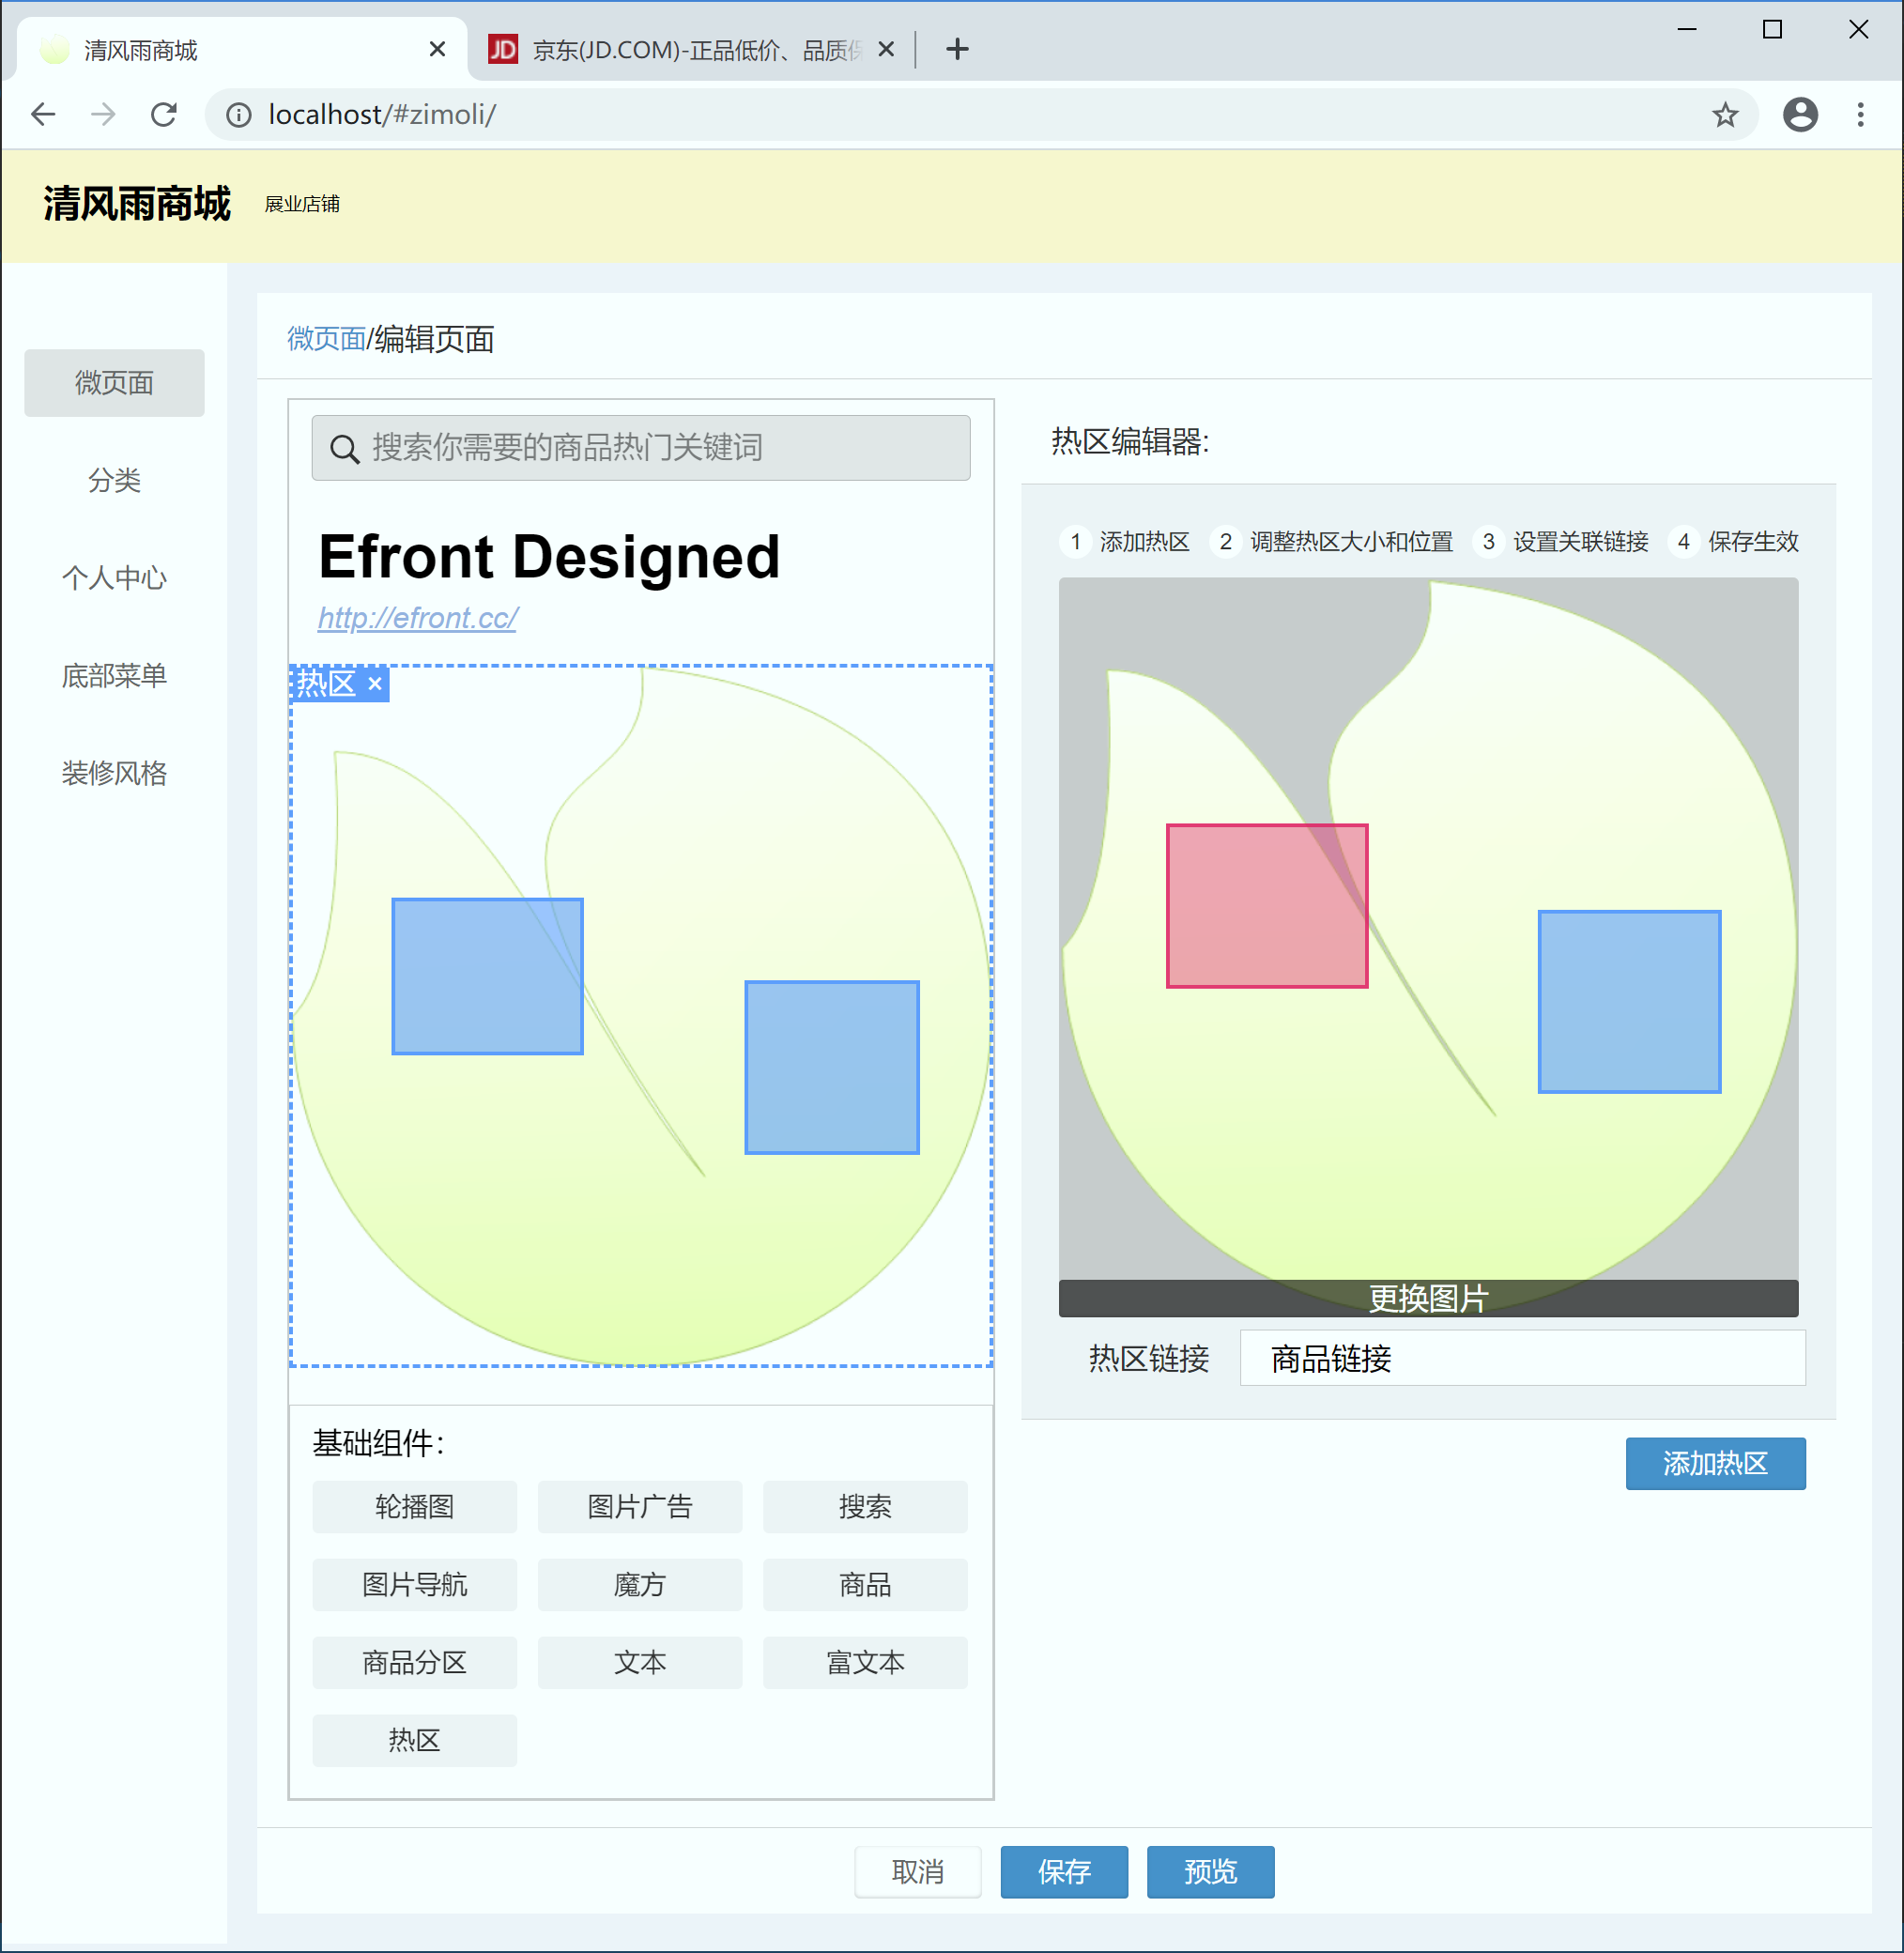 清风雨商城
JD 京东(JD.COM)-正品低价、品质保
localhost/#zimoli/
清风雨商城 展业店铺
微页面
分类
个人中心
底部菜单
装修风格
微页面/编辑页面
搜索你需要的商品热门关键词
Efront Designed
http://efront.cc/
热区 ×
基础组件：
轮播图 图片广告 搜索
图片导航 魔方 商品
商品分区 文本 富文本
热区
热区编辑器:
1 添加热区 2 调整热区大小和位置 3 设置关联链接 4 保存生效
更换图片
热区链接 商品链接
添加热区
取消 保存 预览